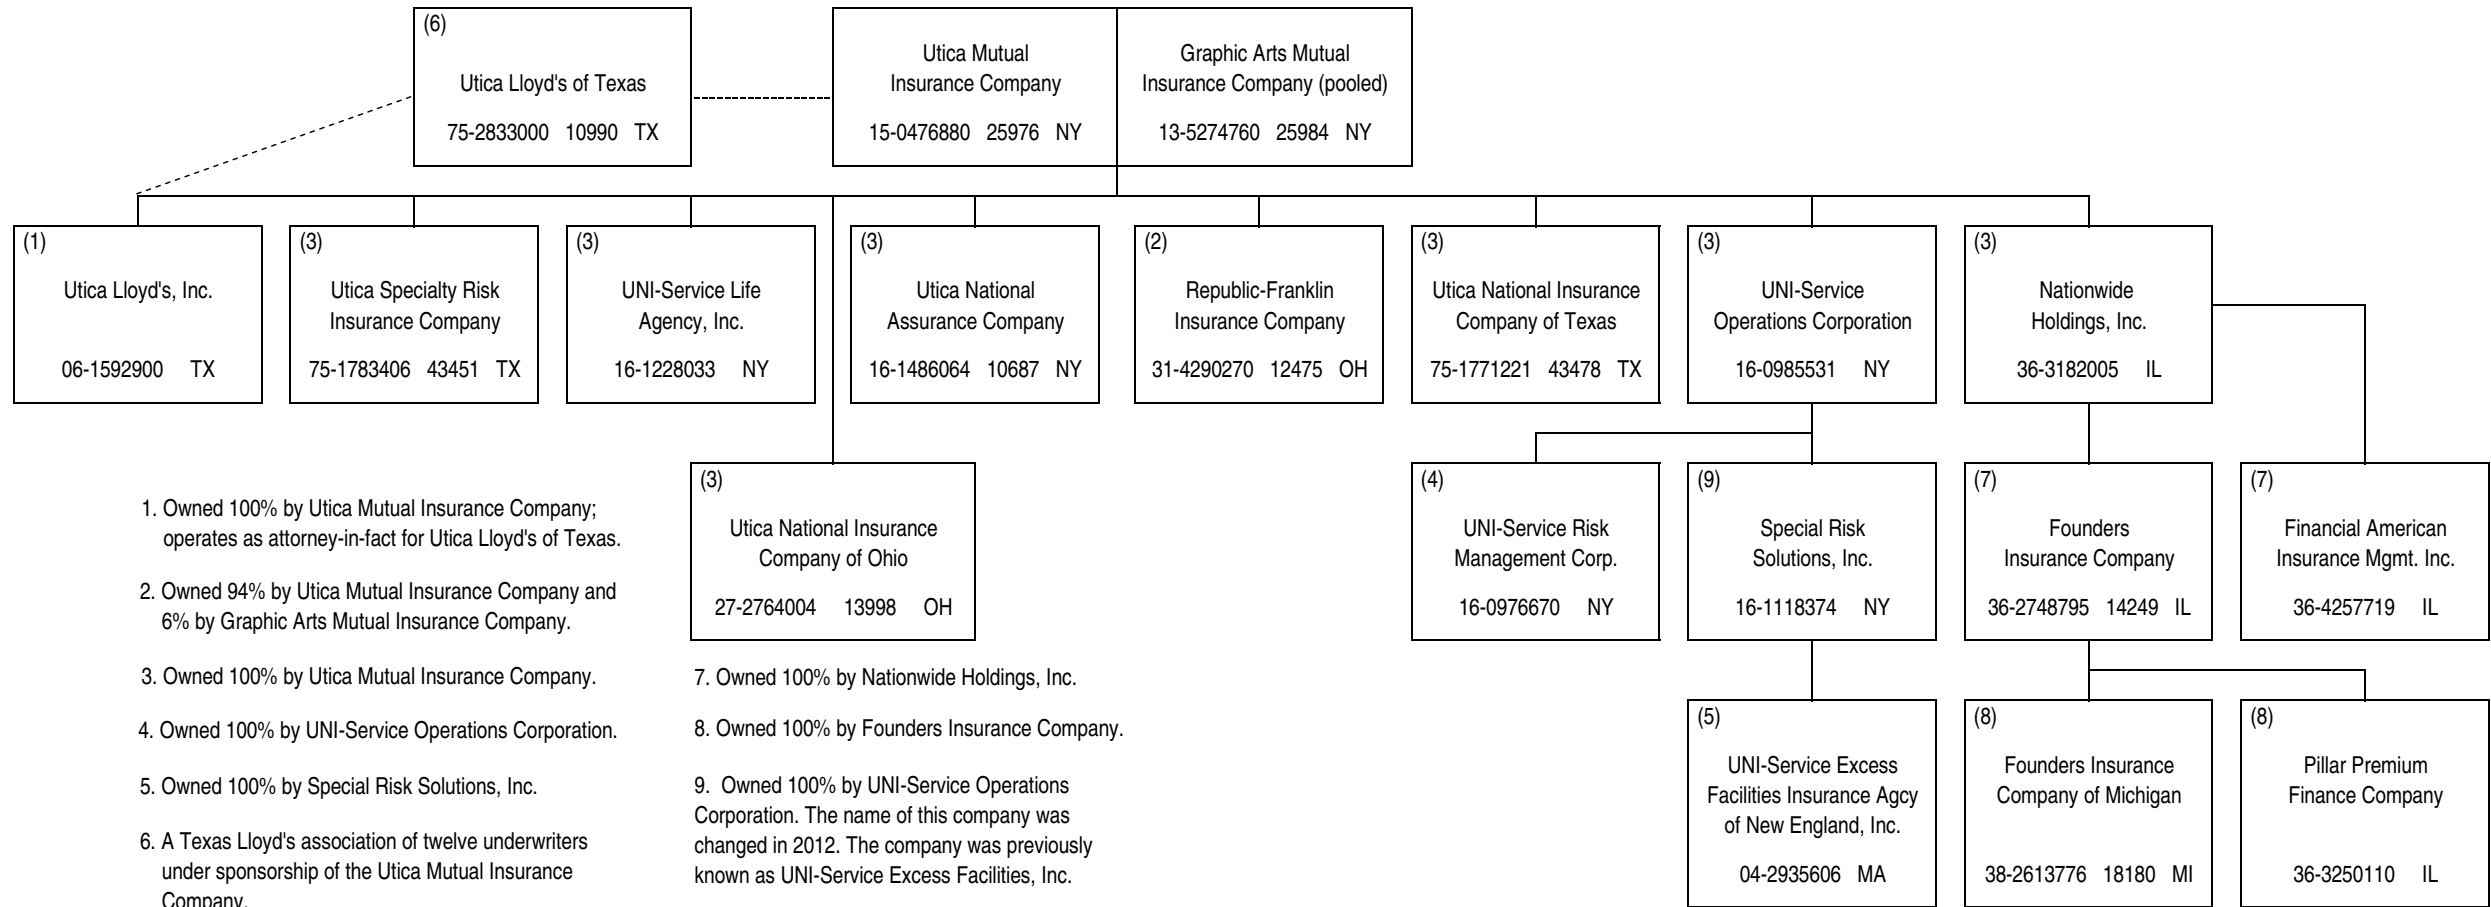 (6)
Utica Lloyd's of Texas
75-2833000 10990 TX
Utica Mutual
Insurance Company
15-0476880 25976 NY
Graphic Arts Mutual
Insurance Company (pooled)
13-5274760 25984 NY
(1)
Utica Lloyd's, Inc.
06-1592900 TX
(3)
Utica Specialty Risk
Insurance Company
75-1783406 43451 TX
(3)
UNI-Service Life
Agency, Inc.
16-1228033 NY
(3)
Utica National
Assurance Company
16-1486064 10687 NY
(2)
Republic-Franklin
Insurance Company
31-4290270 12475 OH
(3)
Utica National Insurance
Company of Texas
75-1771221 43478 TX
(3)
UNI-Service
Operations Corporation
16-0985531 NY
(3)
Nationwide
Holdings, Inc.
36-3182005 IL
(3)
Utica National Insurance
Company of Ohio
27-2764004 13998 OH
(4)
UNI-Service Risk
Management Corp.
16-0976670 NY
(9)
Special Risk
Solutions, Inc.
16-1118374 NY
(7)
Founders
Insurance Company
36-2748795 14249 IL
(7)
Financial American
Insurance Mgmt. Inc.
36-4257719 IL
(5)
UNI-Service Excess
Facilities Insurance Agcy
of New England, Inc.
04-2935606 MA
(8)
Founders Insurance
Company of Michigan
38-2613776 18180 MI
(8)
Pillar Premium
Finance Company
36-3250110 IL
1. Owned 100% by Utica Mutual Insurance Company;
operates as attorney-in-fact for Utica Lloyd's of Texas.
2. Owned 94% by Utica Mutual Insurance Company and
6% by Graphic Arts Mutual Insurance Company.
3. Owned 100% by Utica Mutual Insurance Company.
4. Owned 100% by UNI-Service Operations Corporation.
5. Owned 100% by Special Risk Solutions, Inc.
6. A Texas Lloyd's association of twelve underwriters
under sponsorship of the Utica Mutual Insurance
Company.
7. Owned 100% by Nationwide Holdings, Inc.
8. Owned 100% by Founders Insurance Company.
9. Owned 100% by UNI-Service Operations
Corporation. The name of this company was
changed in 2012. The company was previously
known as UNI-Service Excess Facilities, Inc.